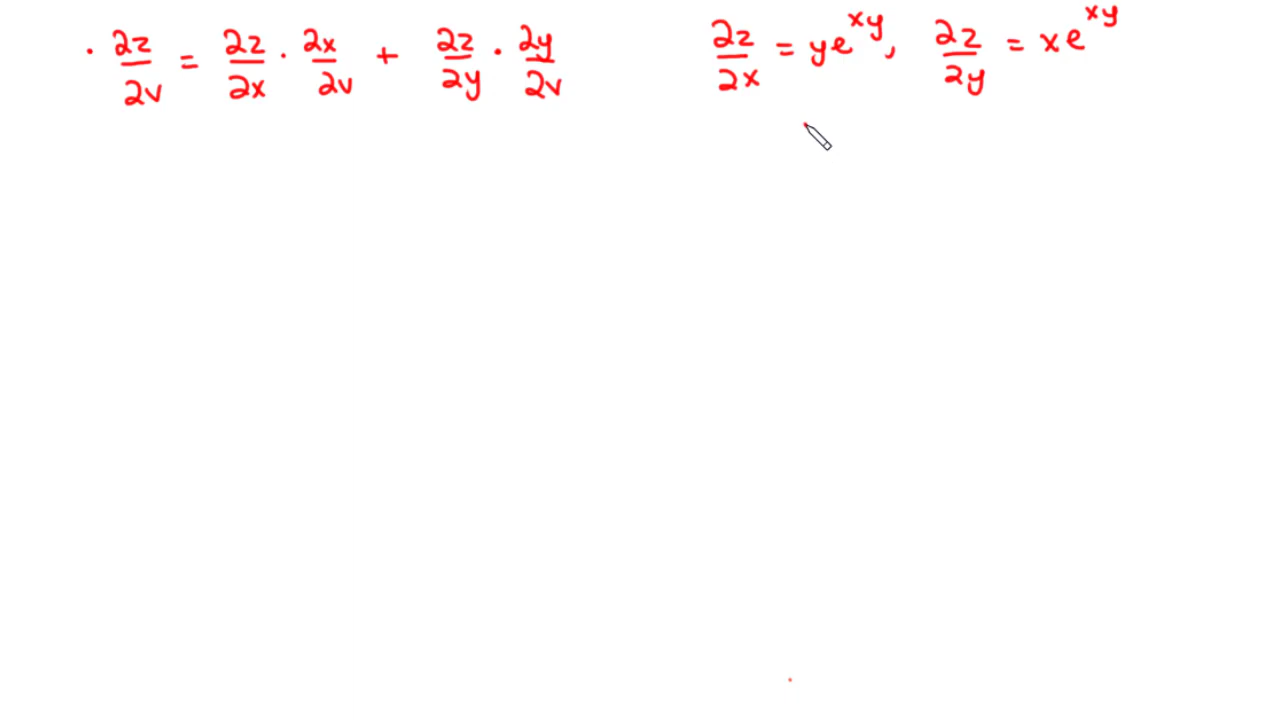 · ∂z/∂v = ∂z/∂x · ∂x/∂v + ∂z/∂y · ∂y/∂v
∂z/∂x = ye^xy, ∂z/∂y = xe^xy